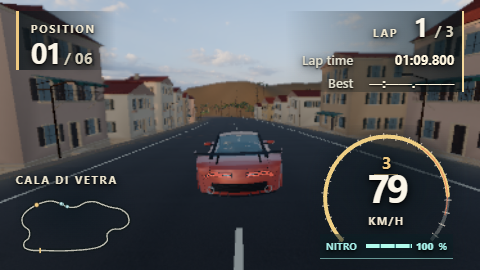 POSITION
01 / 06
LAP 1 / 3
Lap time 01:09.800
Best --:--.---
CALA DI VETRA
3
79
KM/H
NITRO 100 %